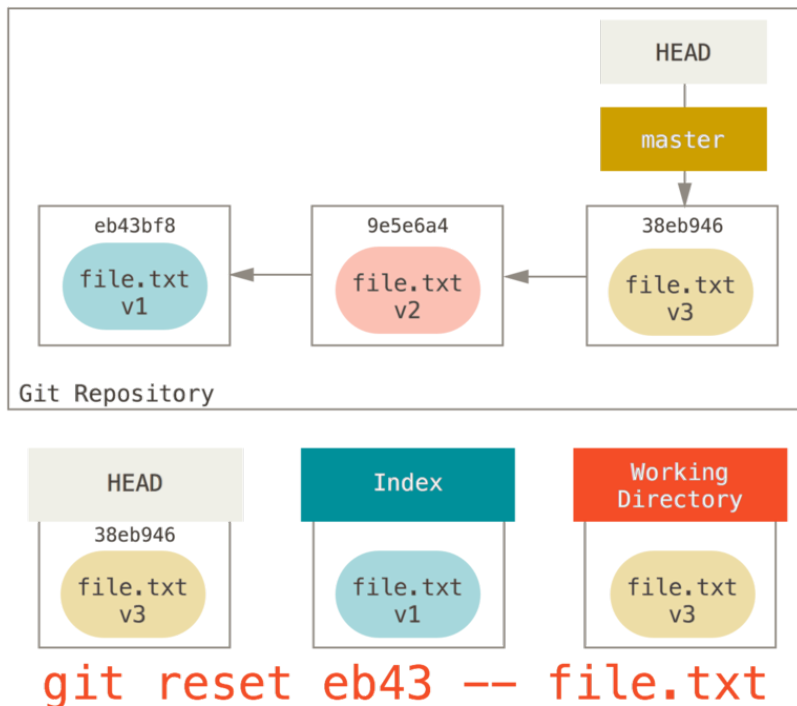 HEAD
master
eb43bf8
9e5e6a4
38eb946
file.txt
v1
file.txt
v2
file.txt
v3
Git Repository
HEAD
Index
Working
Directory
38eb946
file.txt
v3
file.txt
v1
file.txt
v3
git reset eb43 -- file.txt